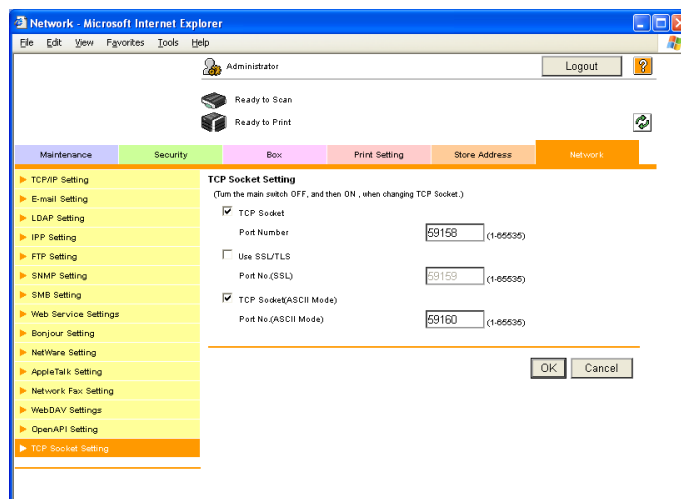 Network - Microsoft Internet Explorer
File Edit View Favorites Tools Help
Administrator
Logout
?
Ready to Scan
Ready to Print
Maintenance Security Box Print Setting Store Address Network
TCP/IP Setting
E-mail Setting
LDAP Setting
IPP Setting
FTP Setting
SNMP Setting
SMB Setting
Web Service Settings
Bonjour Setting
NetWare Setting
AppleTalk Setting
Network Fax Setting
WebDAV Settings
OpenAPI Setting
TCP Socket Setting
TCP Socket Setting
(Turn the main switch OFF, and then ON , when changing TCP Socket.)
TCP Socket
Port Number 59158 (1-65535)
Use SSL/TLS
Port No.(SSL) 59159 (1-65535)
TCP Socket(ASCII Mode)
Port No.(ASCII Mode) 59160 (1-65535)
OK Cancel